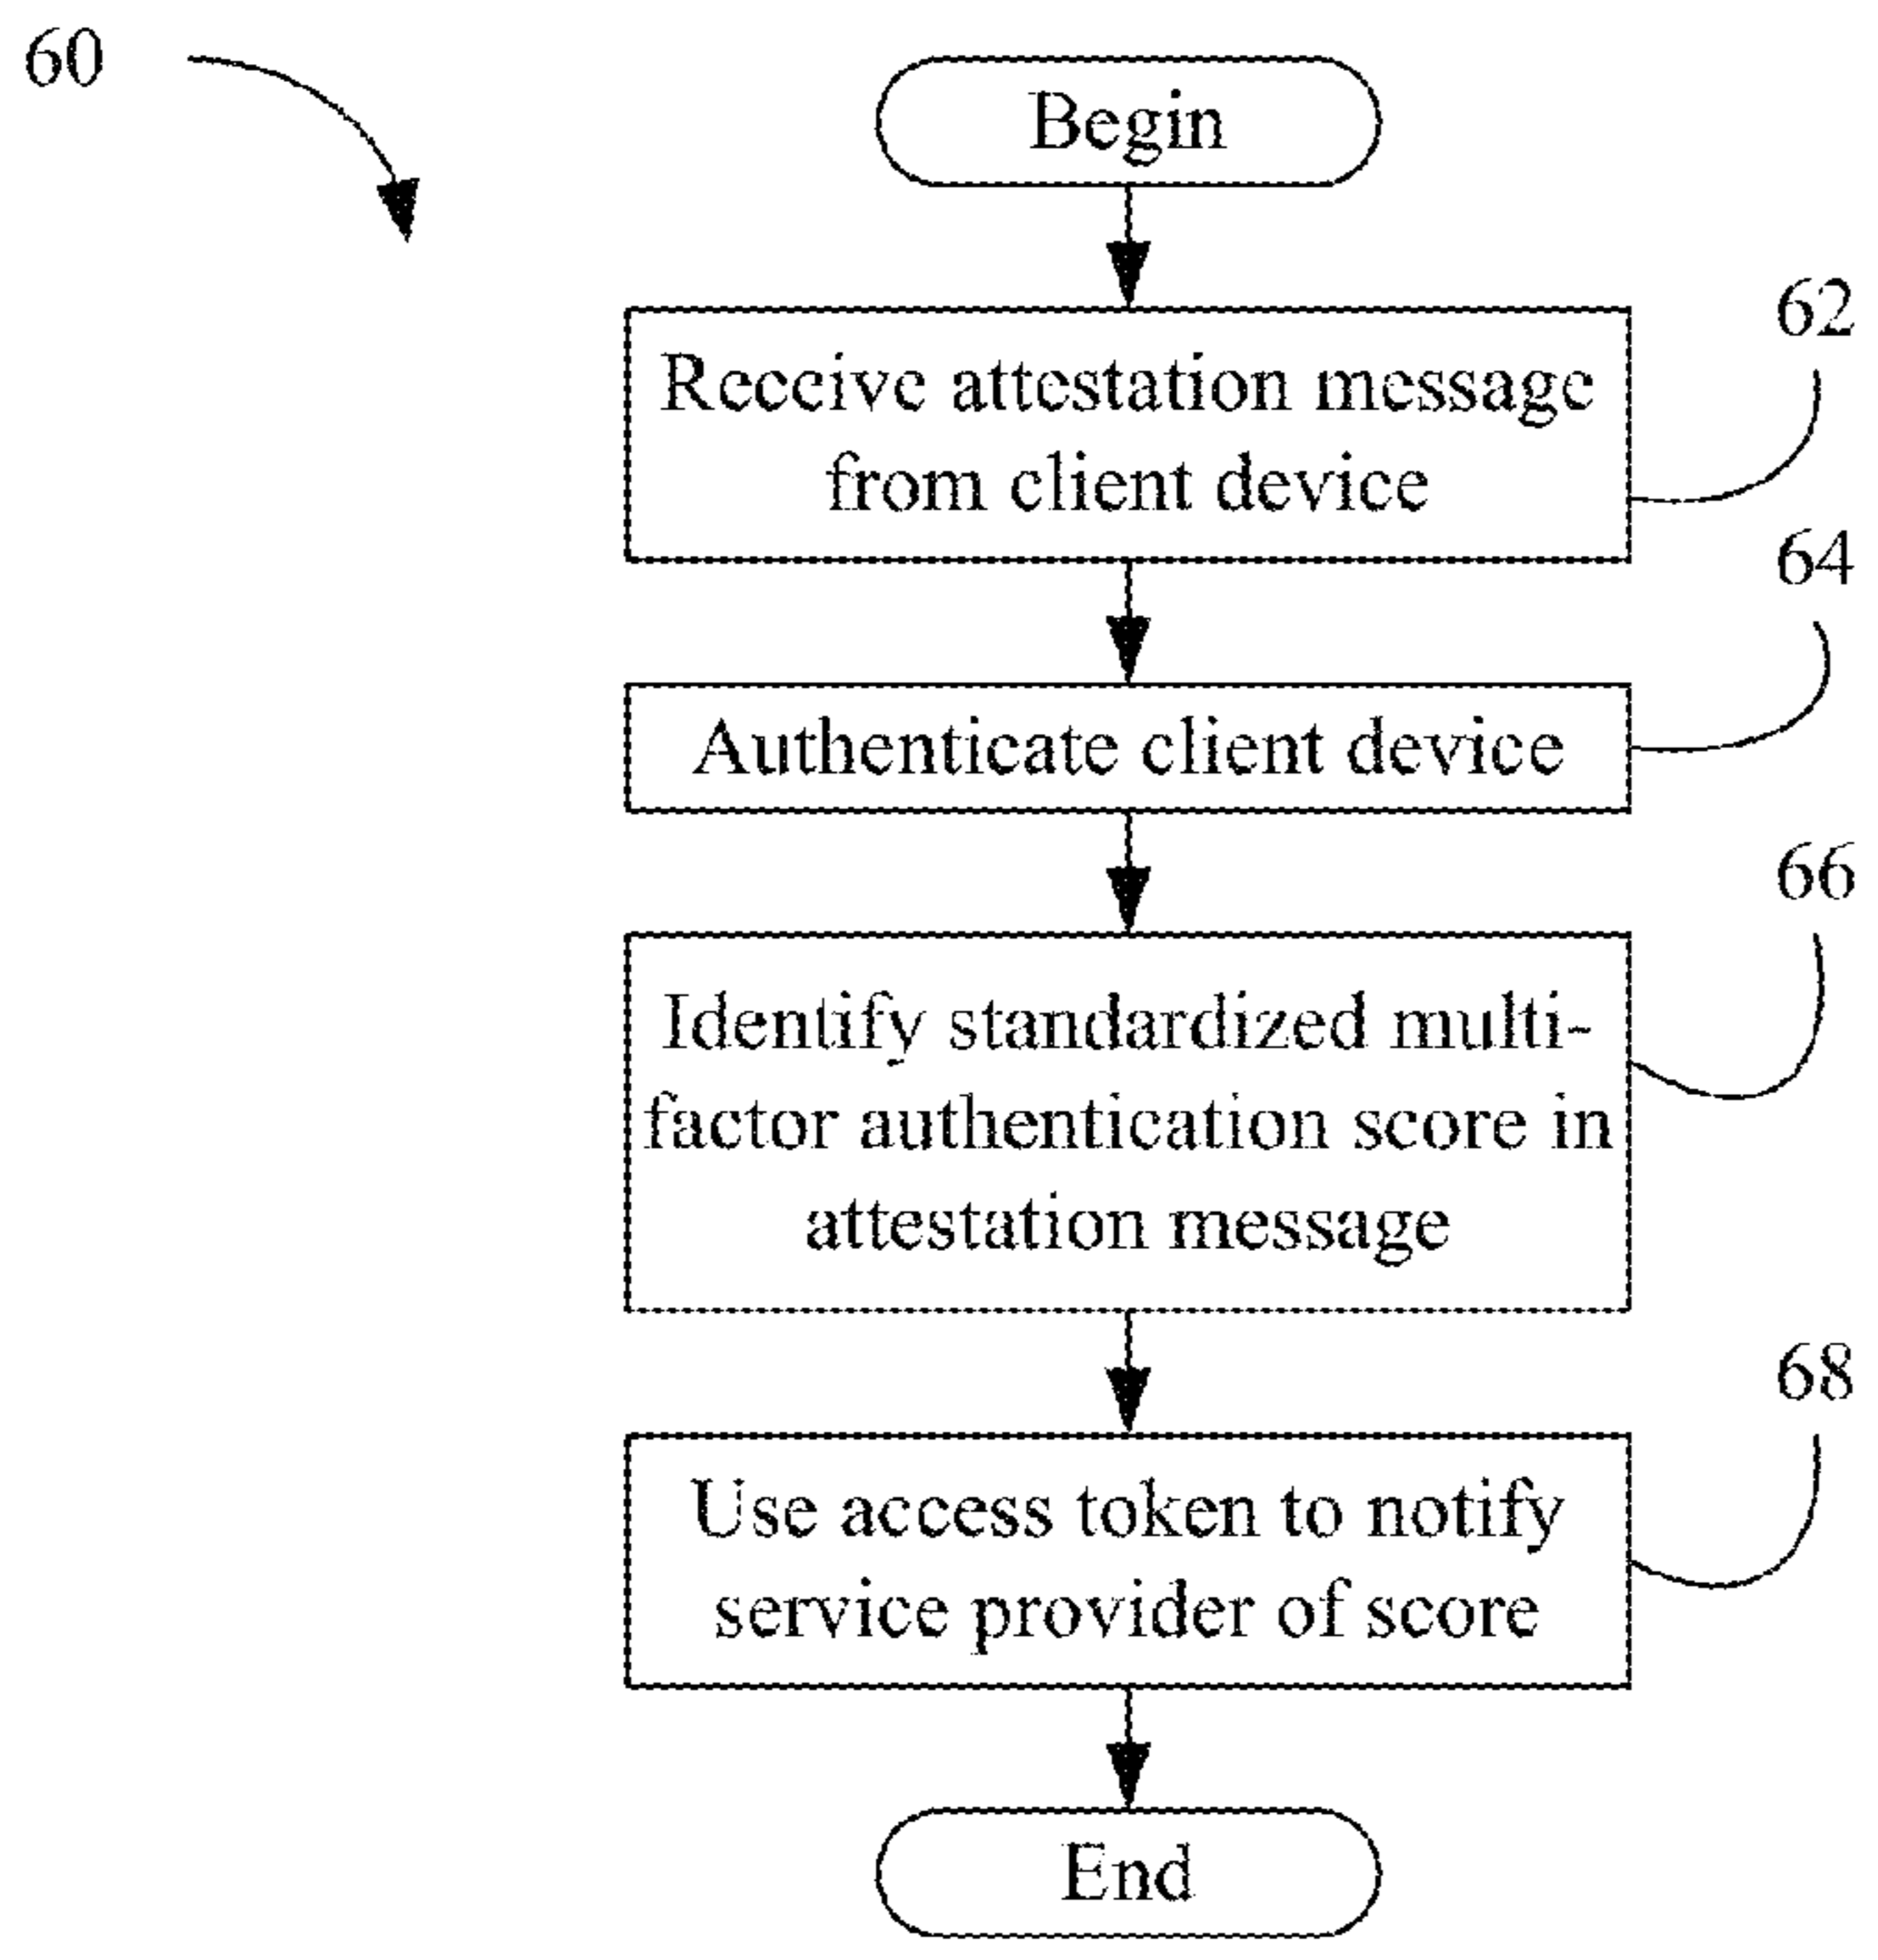 60
Begin
62
Receive attestation message
from client device
64
Authenticate client device
66
Identify standardized multi-
factor authentication score in
attestation message
68
Use access token to notify
service provider of score
End